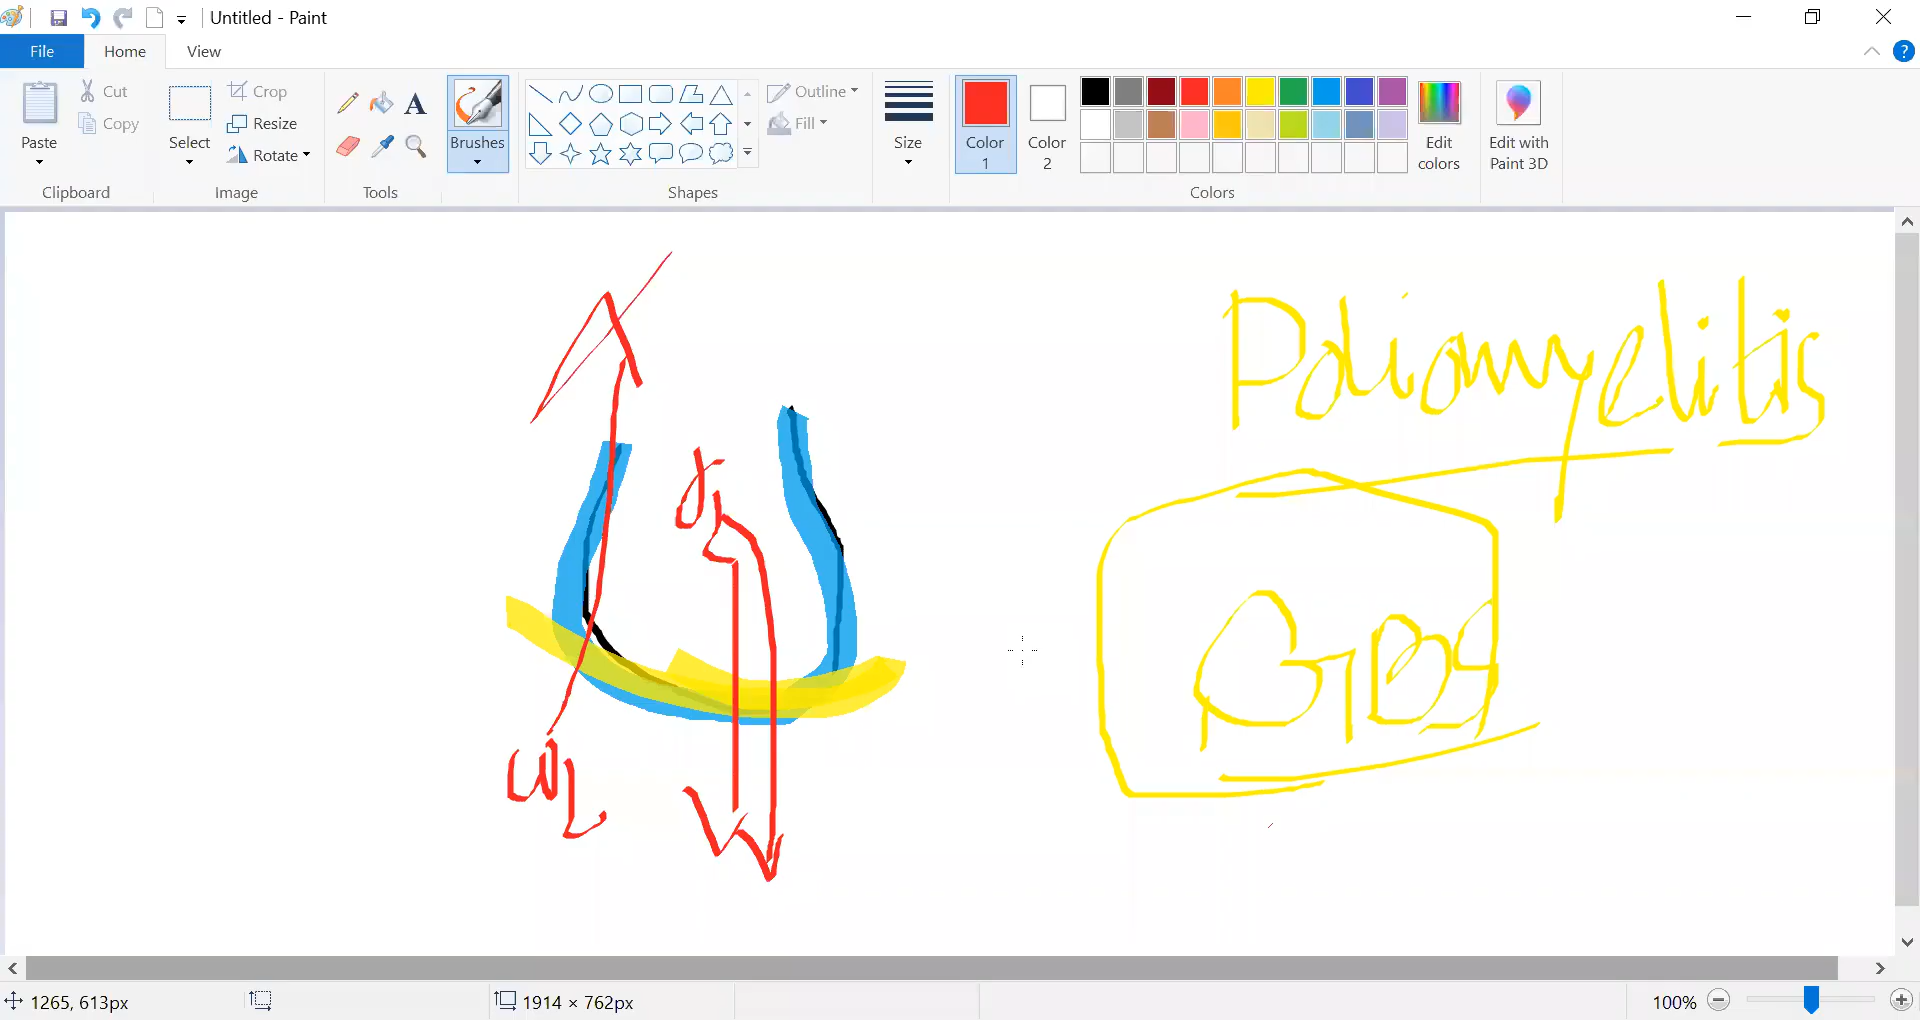 Untitled - Paint
File Home View
Paste
Cut
Copy
Clipboard
Select
Crop
Resize
Rotate
Image
A
Tools
Brushes
Shapes
Outline
Fill
Size
Color 1
Color 2
Colors
Edit colors
Edit with Paint 3D
?
Poliomyelitis
GBS
1265, 613px
1914 × 762px
100%